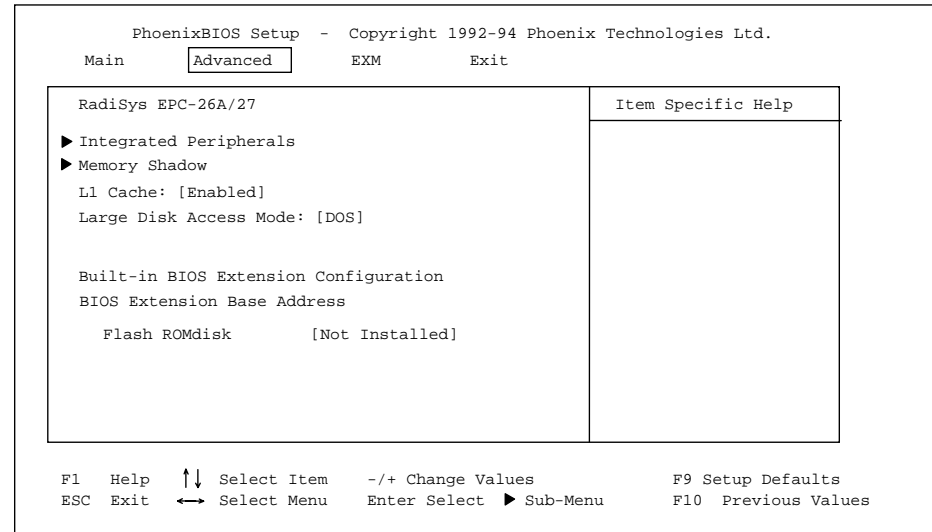 PhoenixBIOS Setup - Copyright 1992-94 Phoenix Technologies Ltd.
Main Advanced EXM Exit
RadiSys EPC-26A/27 Item Specific Help
▶ Integrated Peripherals
▶ Memory Shadow
L1 Cache: [Enabled]
Large Disk Access Mode: [DOS]
Built-in BIOS Extension Configuration
BIOS Extension Base Address
Flash ROMdisk [Not Installed]
F1 Help ↑↓ Select Item -/+ Change Values F9 Setup Defaults
ESC Exit ↔ Select Menu Enter Select ▶ Sub-Menu F10 Previous Values